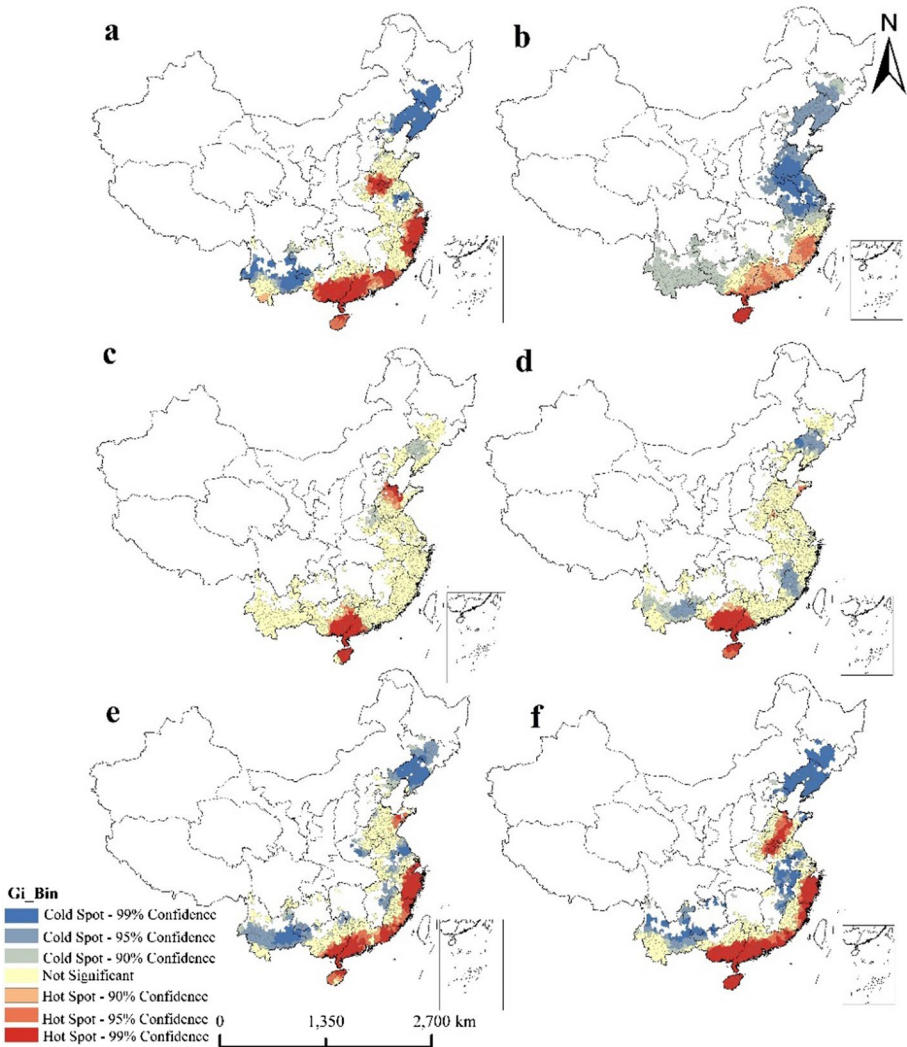 a
b
N
c
d
e
f
Gi_Bin
Cold Spot - 99% Confidence
Cold Spot - 95% Confidence
Cold Spot - 90% Confidence
Not Significant
Hot Spot - 90% Confidence
Hot Spot - 95% Confidence
Hot Spot - 99% Confidence
0 1,350 2,700 km